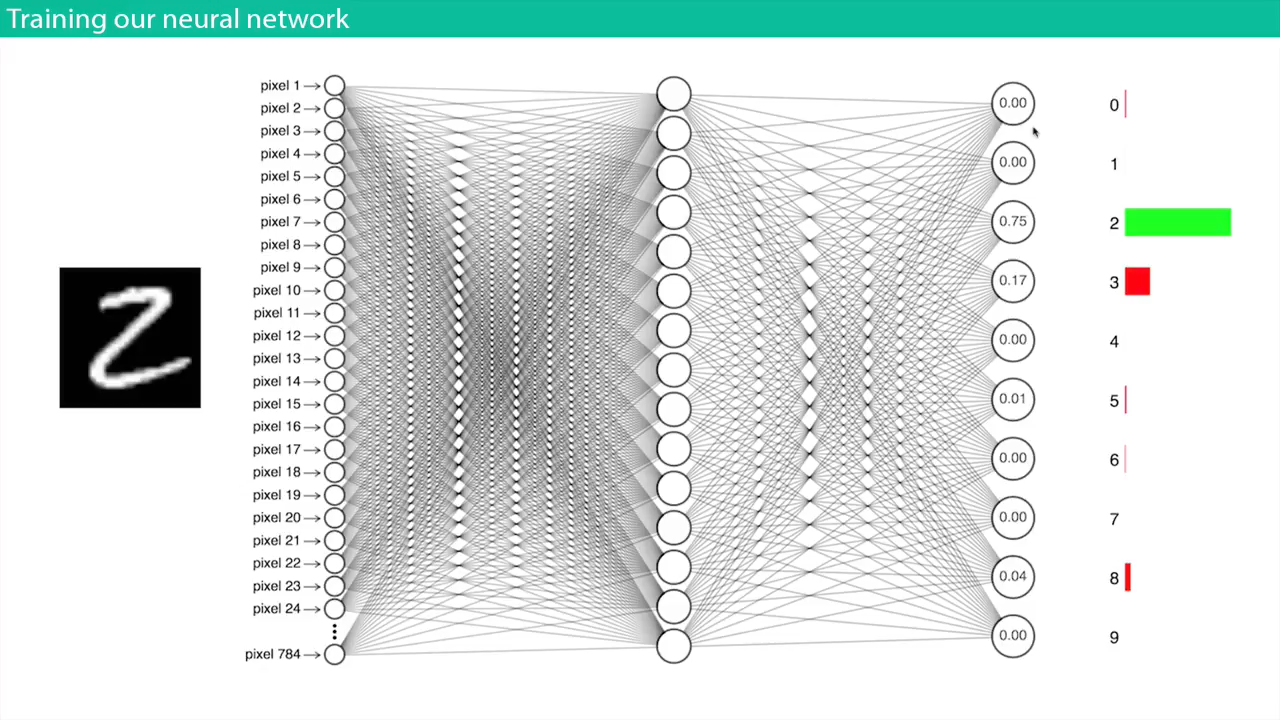 Training our neural network
pixel 1
pixel 2
pixel 3
pixel 4
pixel 5
pixel 6
pixel 7
pixel 8
pixel 9
pixel 10
pixel 11
pixel 12
pixel 13
pixel 14
pixel 15
pixel 16
pixel 17
pixel 18
pixel 19
pixel 20
pixel 21
pixel 22
pixel 23
pixel 24
pixel 784
2
0.00 0
0.00 1
0.75 2
0.17 3
0.00 4
0.01 5
0.00 6
0.00 7
0.04 8
0.00 9